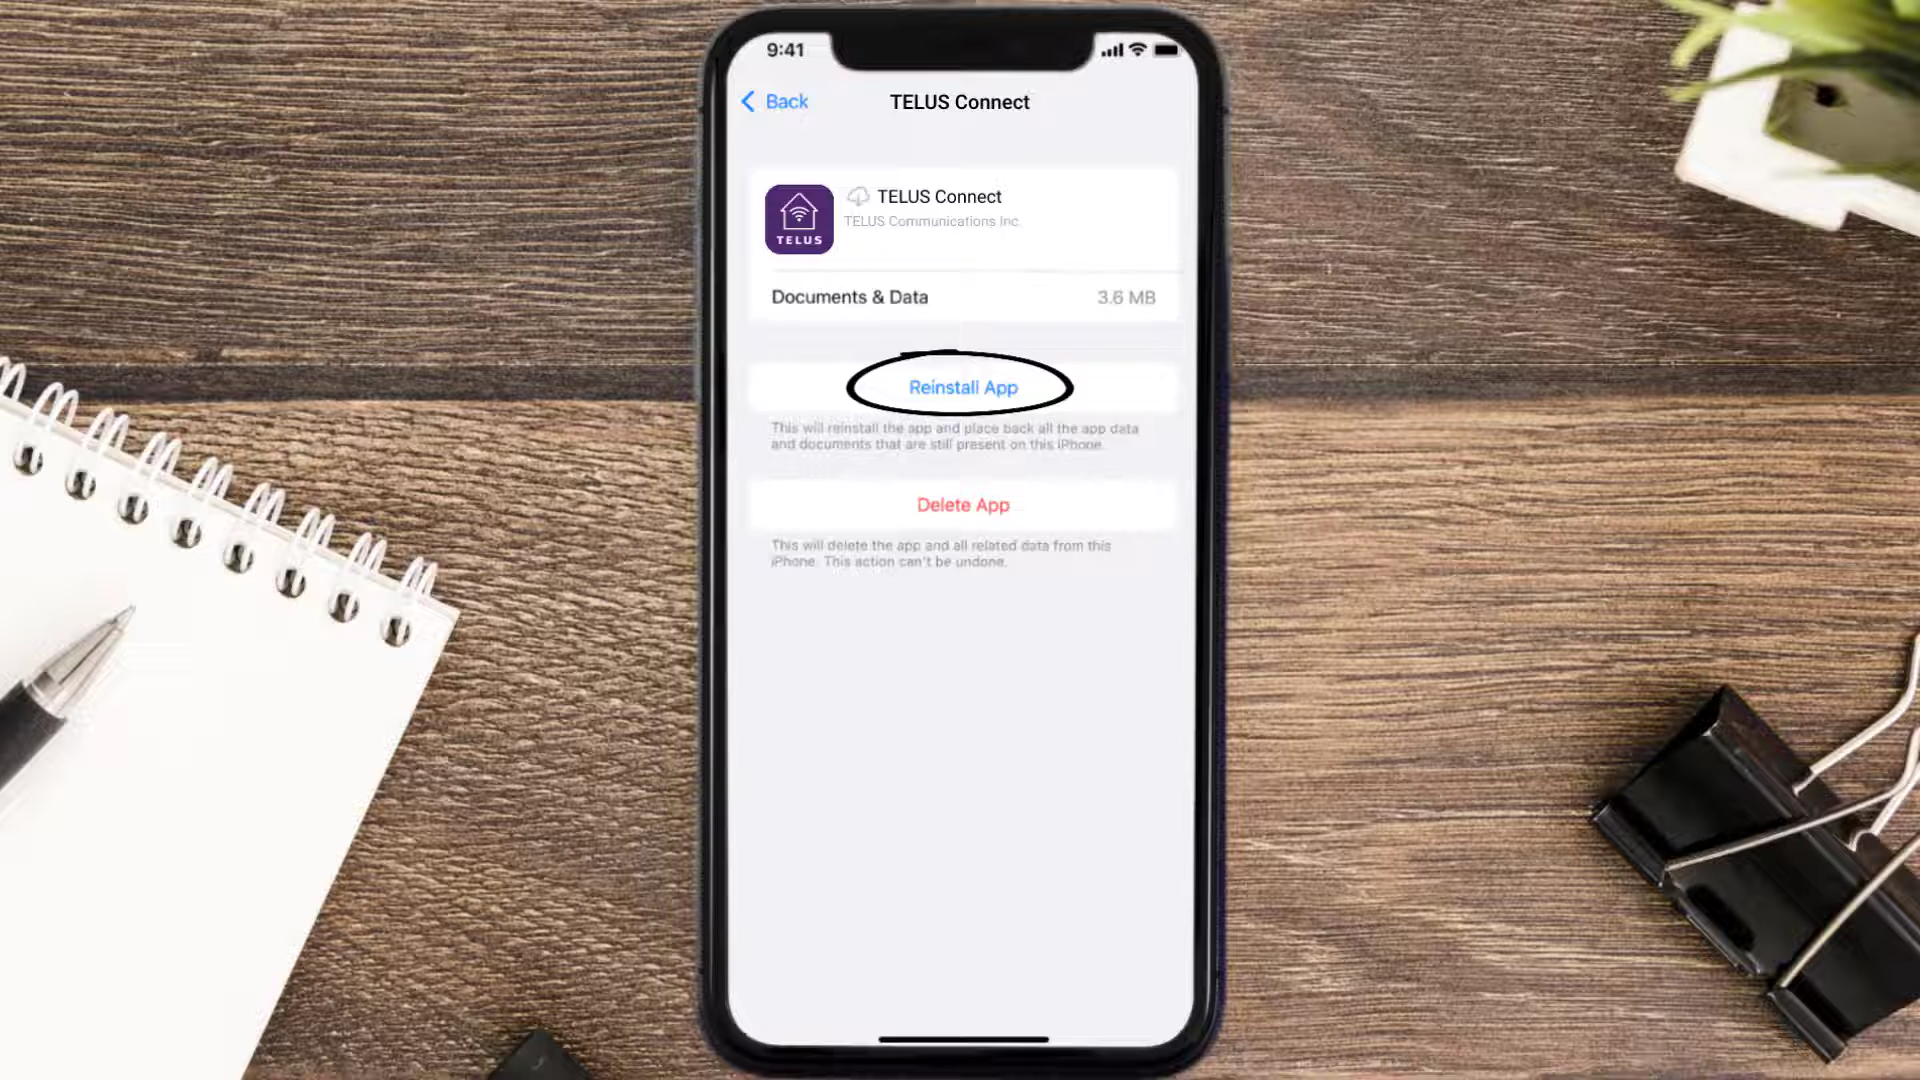 9:41
Back
TELUS Connect
TELUS Connect
TELUS Communications Inc.
TELUS
Documents & Data 3.6 MB
Reinstall App
This will reinstall the app and place back all the app data
and documents that are still present on this iPhone.
Delete App
This will delete the app and all related data from this
iPhone. This action can't be undone.